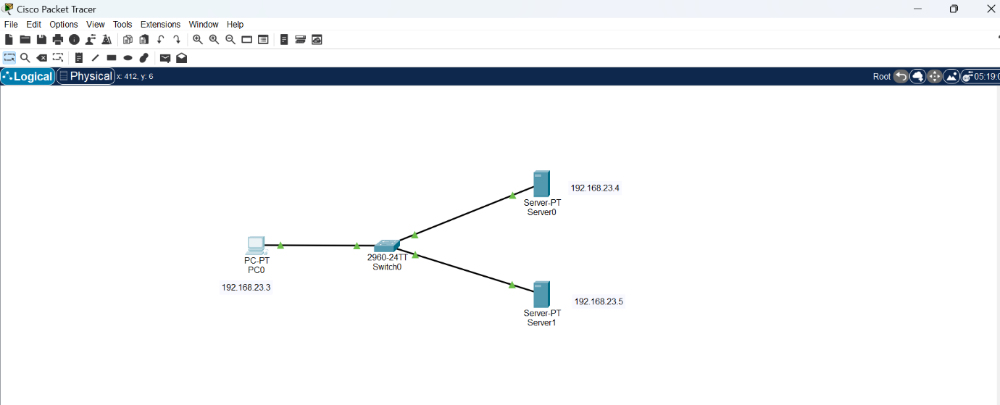 Cisco Packet Tracer
File Edit Options View Tools Extensions Window Help
Logical Physical x: 412, y: 6 Root 05:19:0
192.168.23.4
Server-PT
Server0
PC-PT
PC0
192.168.23.3
2960-24TT
Switch0
192.168.23.5
Server-PT
Server1